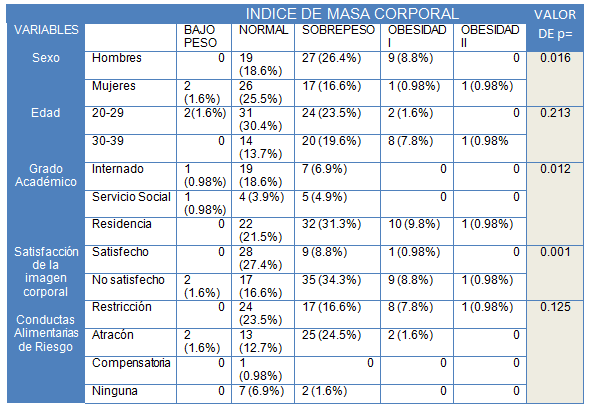 INDICE DE MASA CORPORAL VALOR DE p=
VARIABLES BAJO PESO NORMAL SOBREPESO OBESIDAD I OBESIDAD II
Sexo Hombres 0 19 (18.6%) 27 (26.4%) 9 (8.8%) 0 0.016
Mujeres 2 (1.6%) 26 (25.5%) 17 (16.6%) 1 (0.98%) 1 (0.98%)
Edad 20-29 2(1.6%) 31 (30.4%) 24 (23.5%) 2 (1.6%) 0 0.213
30-39 0 14 (13.7%) 20 (19.6%) 8 (7.8%) 1 (0.98%
Grado Académico Internado 1 (0.98%) 19 (18.6%) 7 (6.9%) 0 0 0.012
Servicio Social 1 (0.98%) 4 (3.9%) 5 (4.9%) 0 0
Residencia 0 22 (21.5%) 32 (31.3%) 10 (9.8%) 1 (0.98%)
Satisfacción de la imagen corporal Satisfecho 0 28 (27.4%) 9 (8.8%) 1 (0.98%) 0 0.001
No satisfecho 2 (1.6%) 17 (16.6%) 35 (34.3%) 9 (8.8%) 1 (0.98%)
Conductas Alimentarias de Riesgo Restricción 0 24 (23.5%) 17 (16.6%) 8 (7.8%) 1 (0.98%) 0.125
Atracón 2 (1.6%) 13 (12.7%) 25 (24.5%) 2 (1.6%) 0
Compensatoria 0 1 (0.98%) 0 0 0
Ninguna 0 7 (6.9%) 2 (1.6%) 0 0